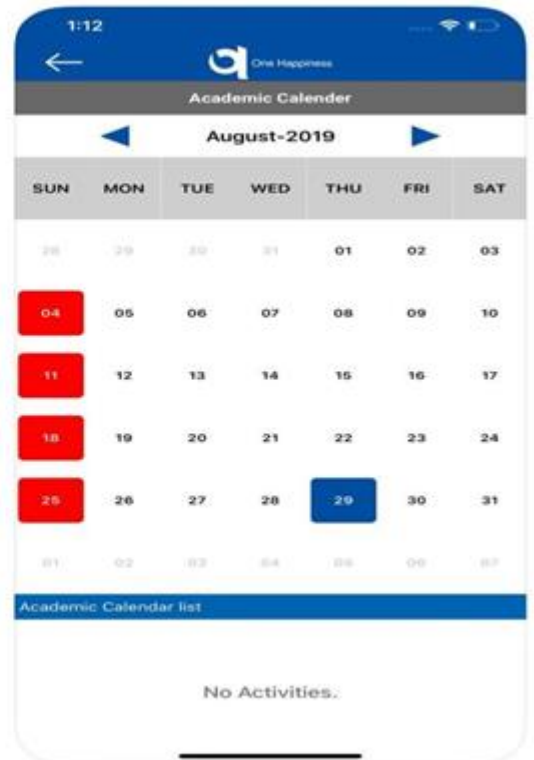 1:12
One Happiness
Academic Calender
August-2019
SUN MON TUE WED THU FRI SAT
28 29 30 31 01 02 03
04 05 06 07 08 09 10
11 12 13 14 15 16 17
18 19 20 21 22 23 24
25 26 27 28 29 30 31
01 02 03 04 05 06 07
Academic Calendar list
No Activities.